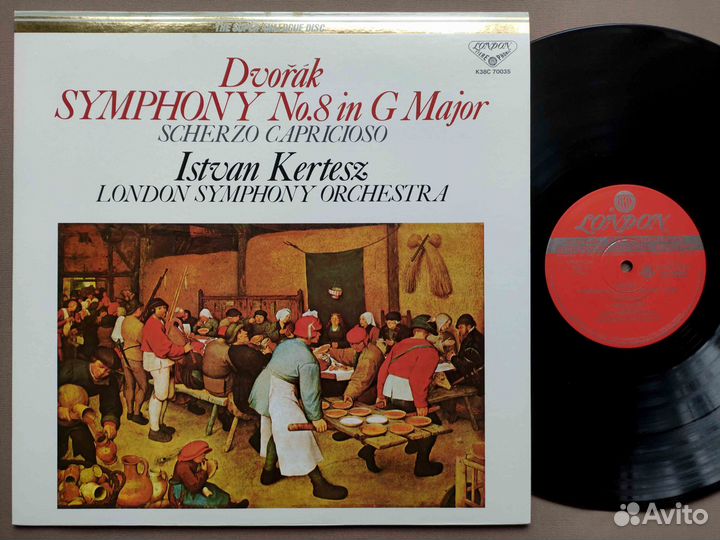 THE SUPER ANALOGUE DISC
LONDON
K38C 70035
Dvořák
SYMPHONY No.8 in G Major
SCHERZO CAPRICIOSO
Istvan Kertesz
LONDON SYMPHONY ORCHESTRA
LONDON
Avito